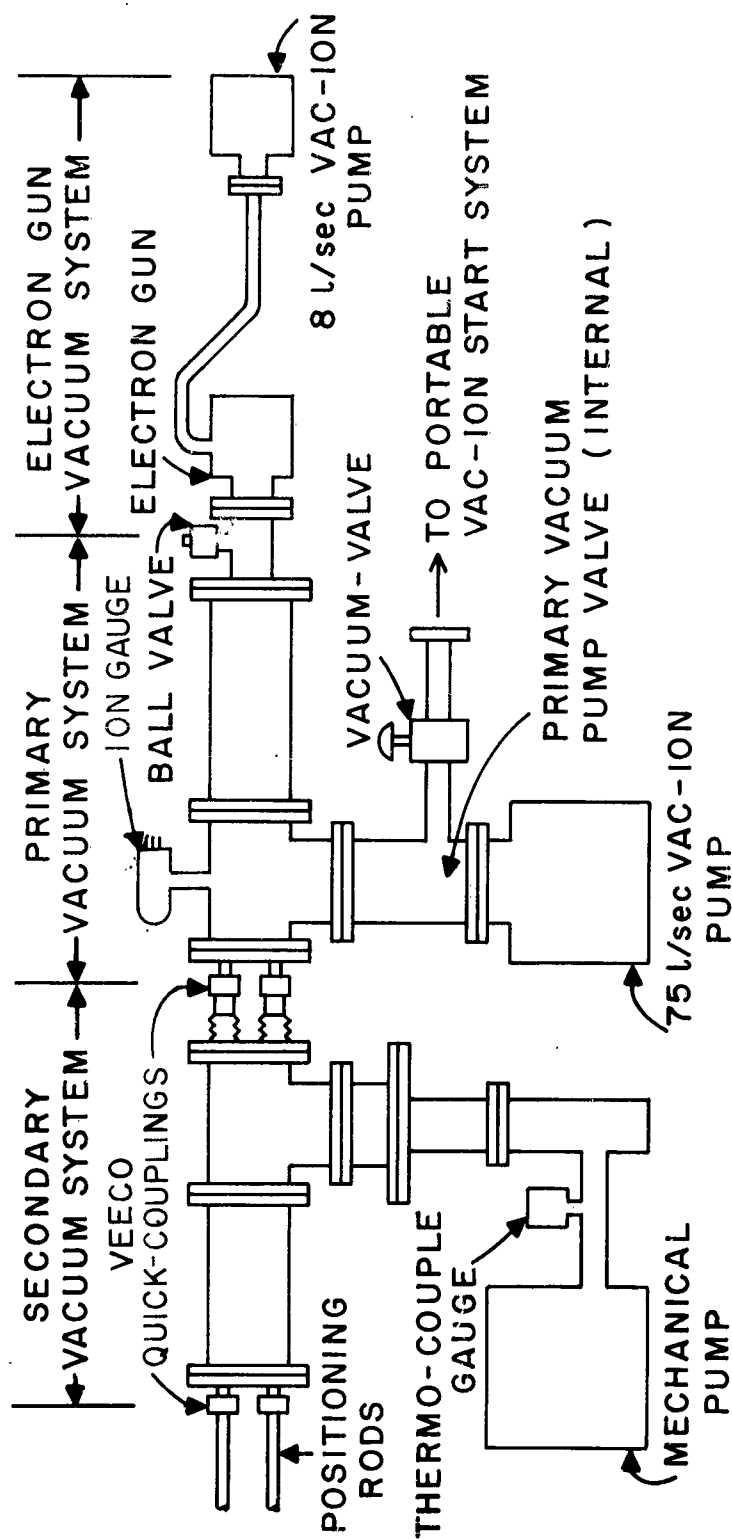 SECONDARY
VACUUM SYSTEM
PRIMARY
VACUUM SYSTEM
ELECTRON GUN
VACUUM SYSTEM
VEECO
QUICK-COUPLINGS
ION GAUGE
BALL VALVE
ELECTRON GUN
8 l/sec VAC-ION
PUMP
POSITIONING
RODS
THERMO-COUPLE
GAUGE
MECHANICAL
PUMP
VACUUM-VALVE
TO PORTABLE
VAC-ION START SYSTEM
PRIMARY VACUUM
PUMP VALVE (INTERNAL)
75 l/sec VAC-ION
PUMP